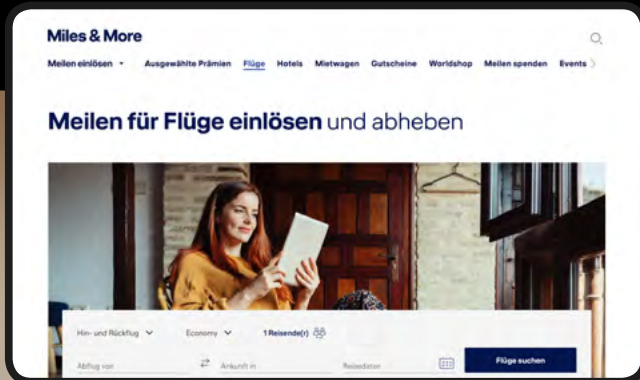 Miles & More
Meilen einlösen Ausgewählte Prämien Flüge Hotels Mietwagen Gutscheine Worldshop Meilen spenden Events
Meilen für Flüge einlösen und abheben
Hin- und Rückflug Economy 1 Reisende(r)
Abflug von Ankunft in Reisedaten Flüge suchen